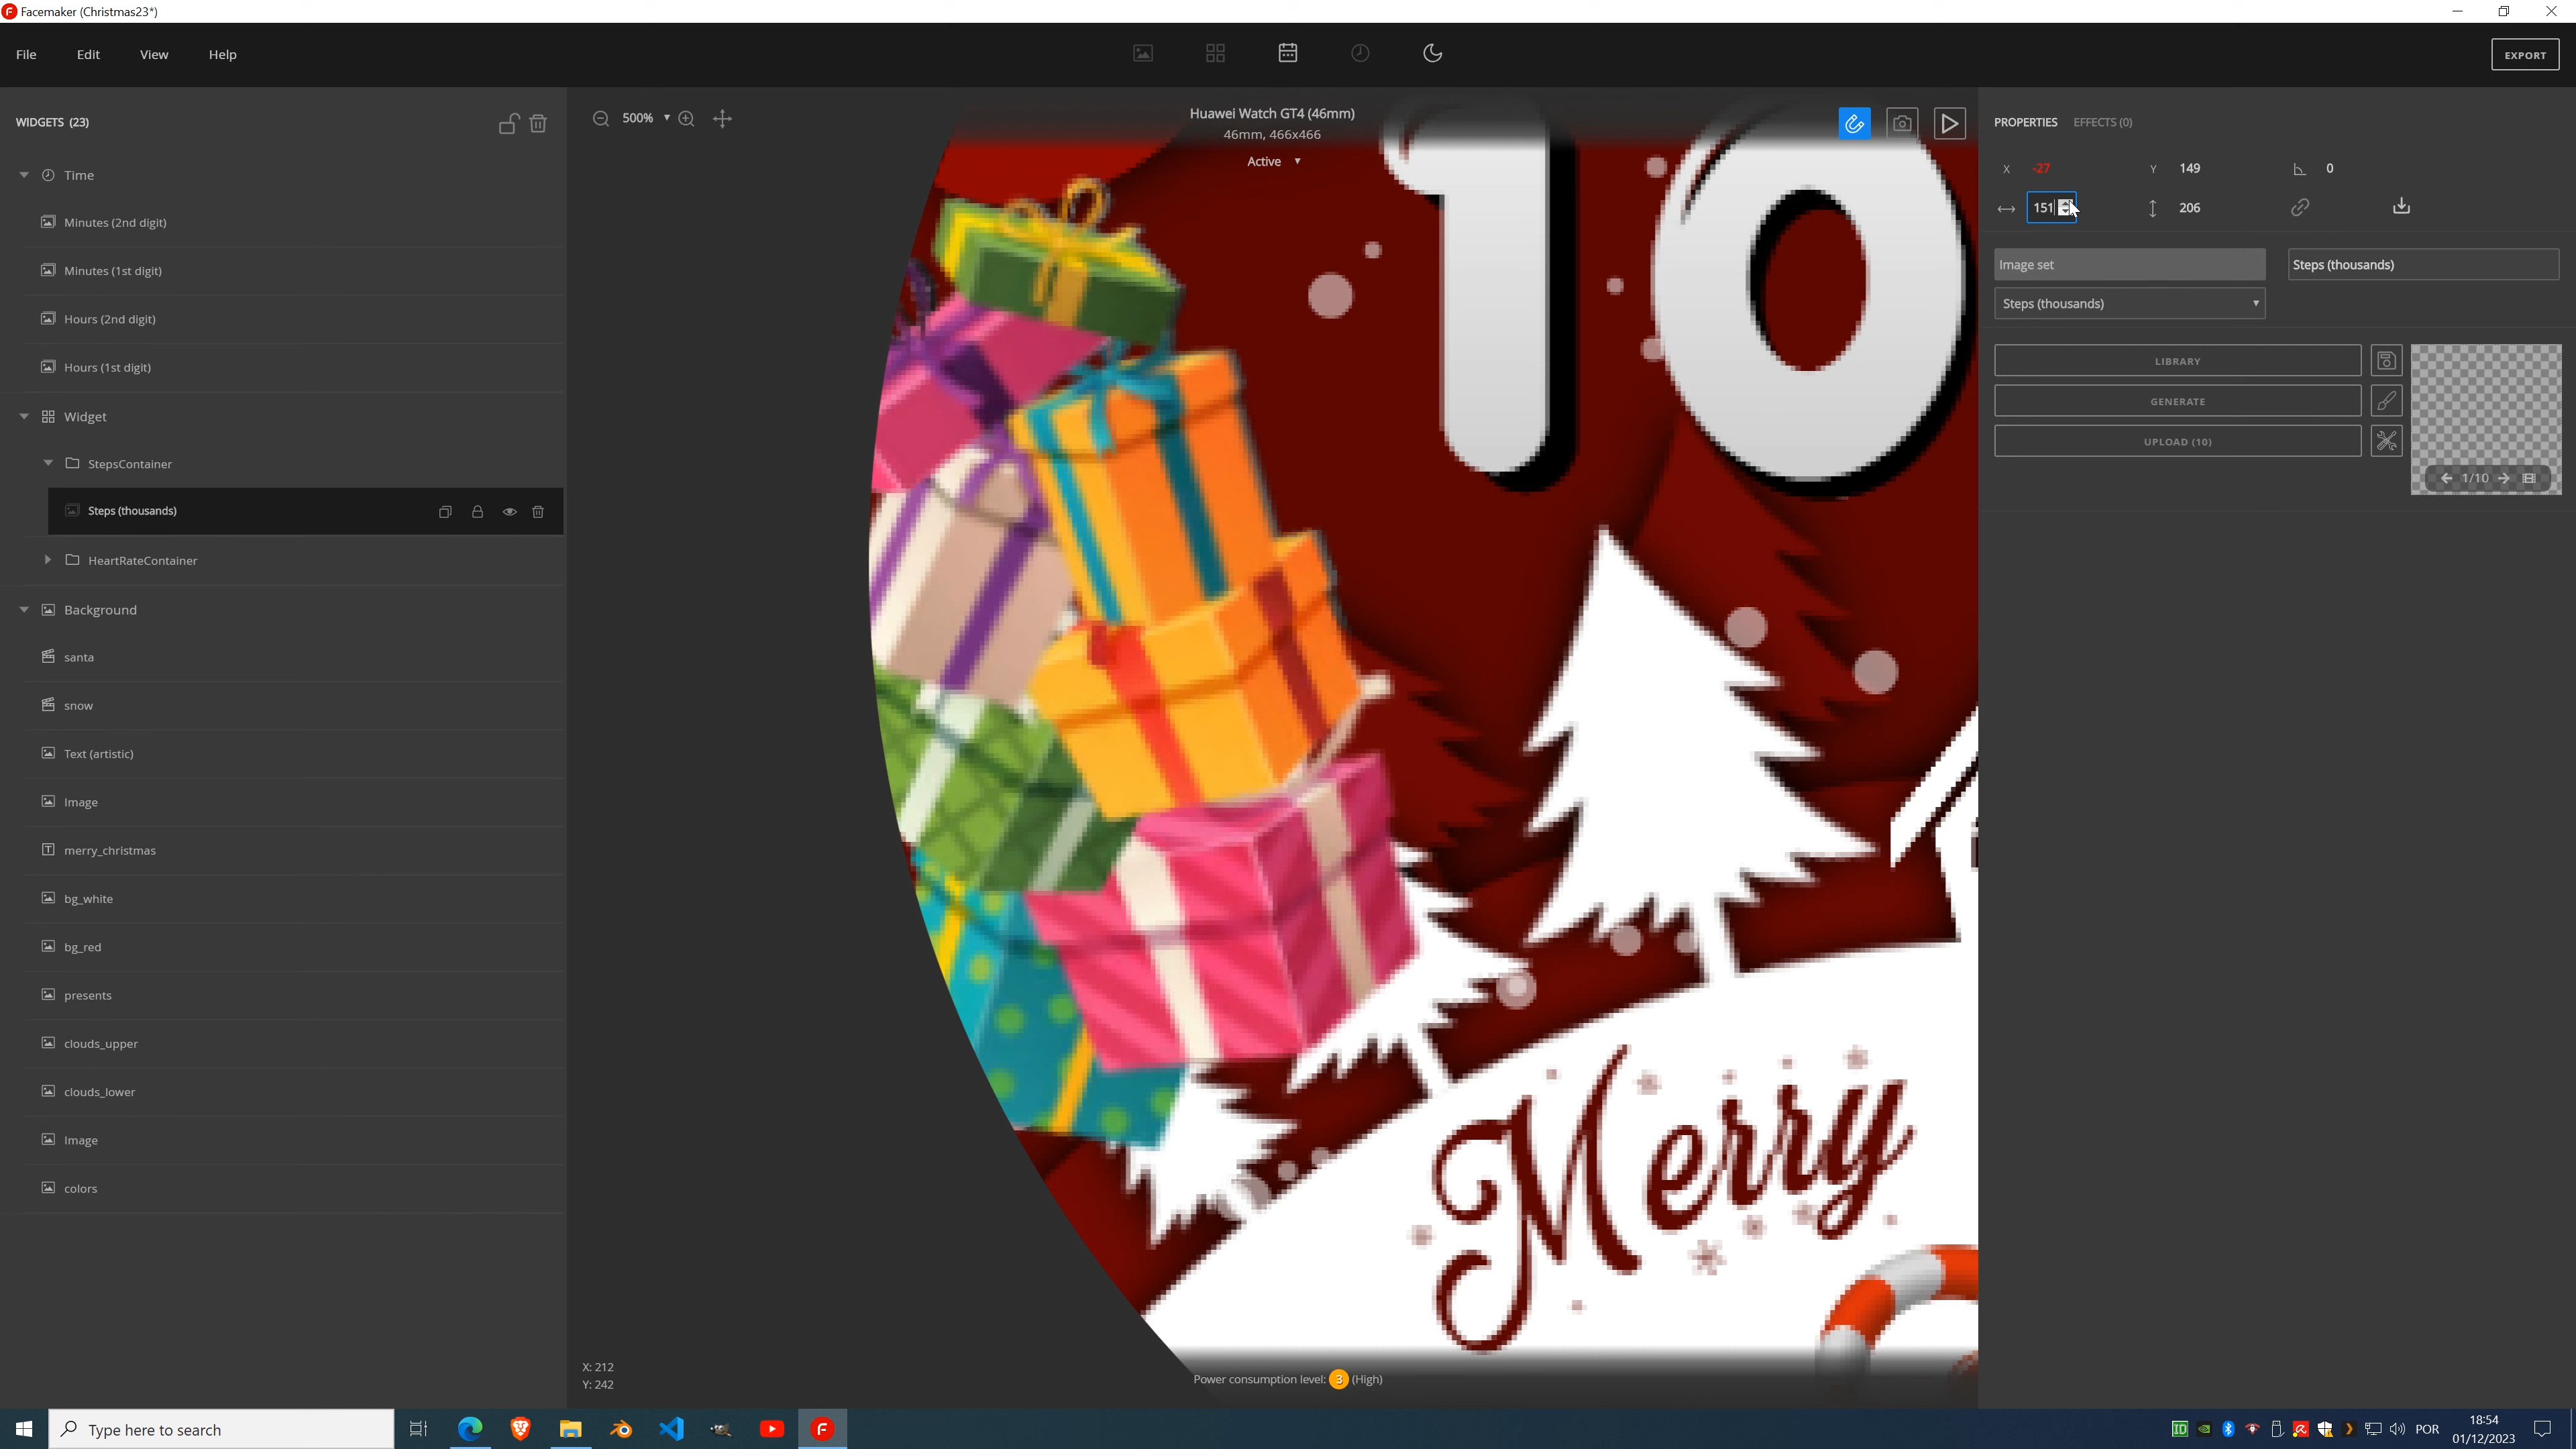 Facemaker (Christmas23*)
File Edit View Help
EXPORT
WIDGETS (23)
Time
Minutes (2nd digit)
Minutes (1st digit)
Hours (2nd digit)
Hours (1st digit)
Widget
StepsContainer
Steps (thousands)
HeartRateContainer
Background
santa
snow
Text (artistic)
Image
merry_christmas
bg_white
bg_red
presents
clouds_upper
clouds_lower
Image
colors
500%
Huawei Watch GT4 (46mm)
46mm, 466x466
Active
10
Merry
X: 212
Y: 242
Power consumption level: 3 (High)
PROPERTIES EFFECTS (0)
X -27 Y 149 0
151 206
Image set Steps (thousands)
Steps (thousands)
LIBRARY
GENERATE
UPLOAD (10)
1/10
Type here to search
ID
POR
18:54
01/12/2023